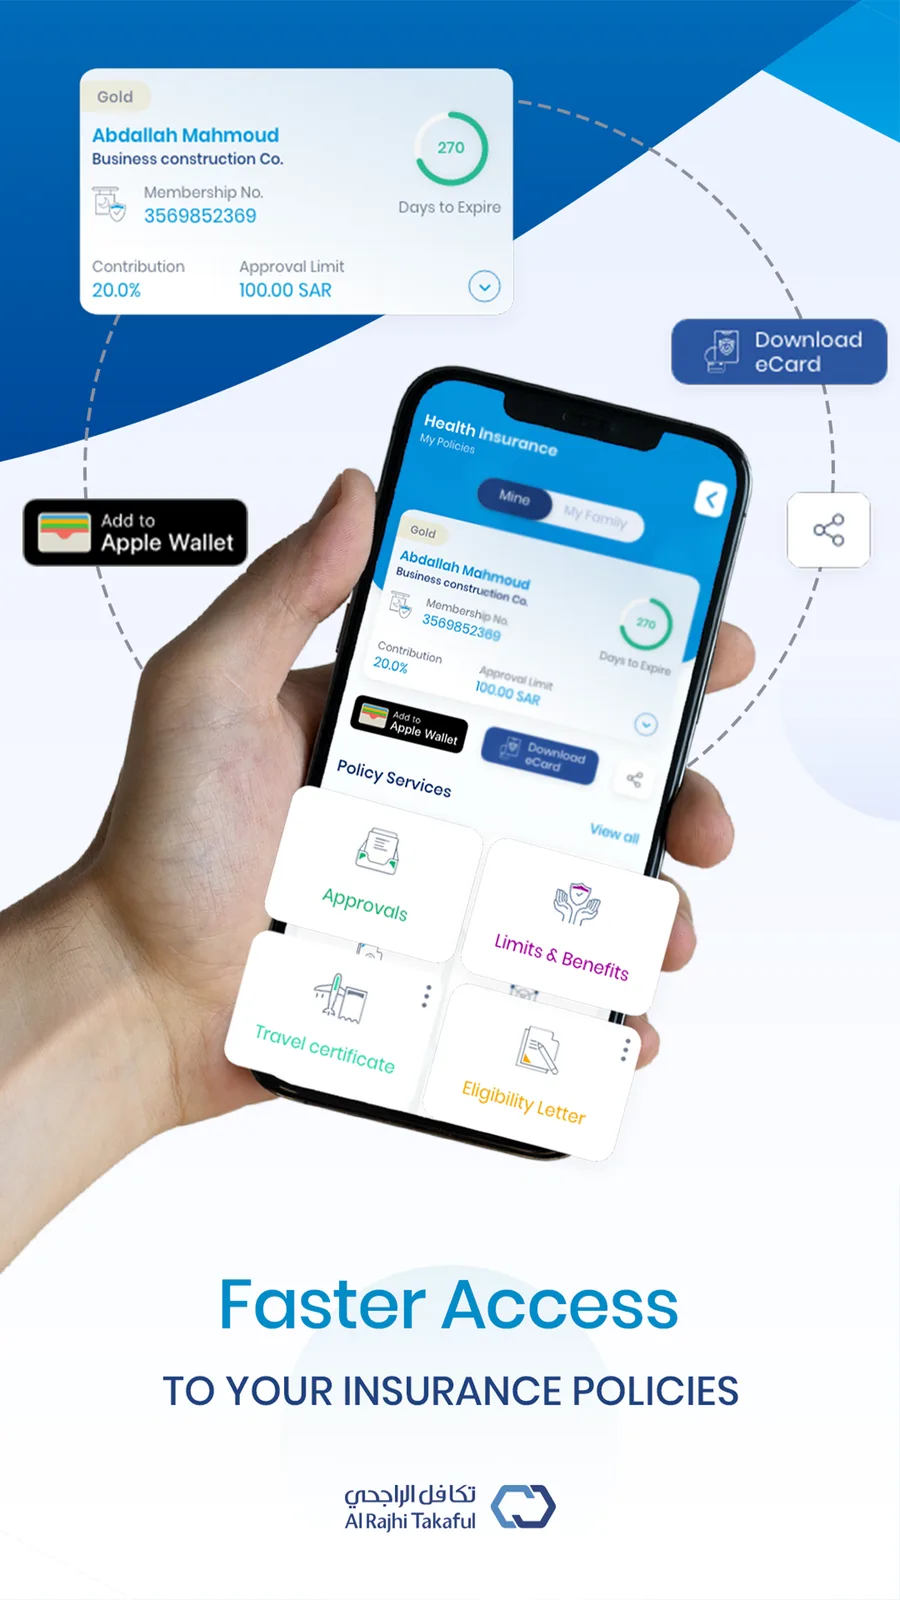 Gold
Abdallah Mahmoud
Business construction Co.
270
Days to Expire
Membership No.
3569852369
Contribution
20.0%
Approval Limit
100.00 SAR
Download
eCard
Add to
Apple Wallet
Health Insurance
My Policies
Mine
My Family
Gold
Abdallah Mahmoud
Business construction Co.
270
Days to Expire
Membership No.
3569852369
Contribution
20.0%
Approval Limit
100.00 SAR
Add to
Apple Wallet
Download
eCard
Policy Services
View all
Approvals
Limits & Benefits
Travel certificate
Eligibility Letter
Faster Access
TO YOUR INSURANCE POLICIES
تكافل الراجحي
Al Rajhi Takaful